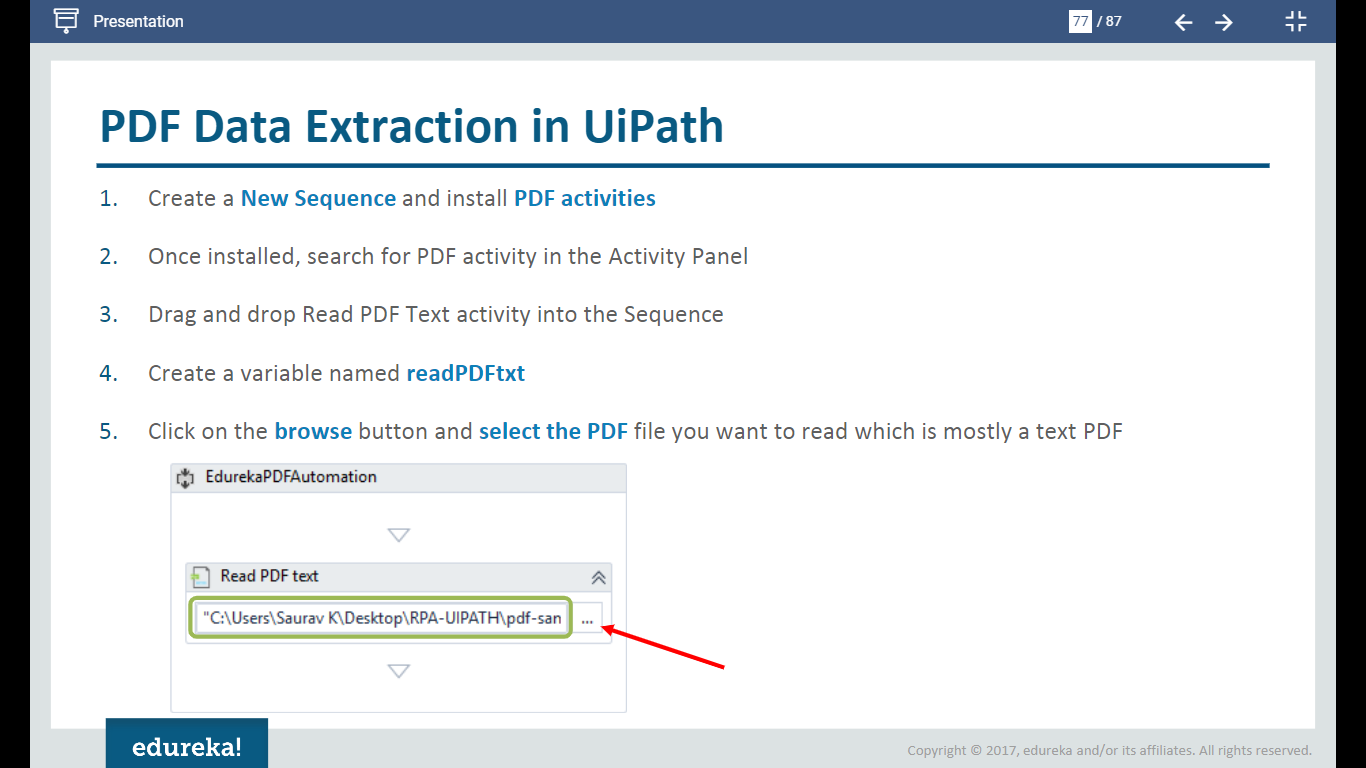 Presentation
77 / 87
PDF Data Extraction in UiPath
1. Create a New Sequence and install PDF activities
2. Once installed, search for PDF activity in the Activity Panel
3. Drag and drop Read PDF Text activity into the Sequence
4. Create a variable named readPDFtxt
5. Click on the browse button and select the PDF file you want to read which is mostly a text PDF
EdurekaPDFAutomation
Read PDF text
"C:\Users\Saurav K\Desktop\RPA-UIPATH\pdf-san ...
edureka!
Copyright © 2017, edureka and/or its affiliates. All rights reserved.